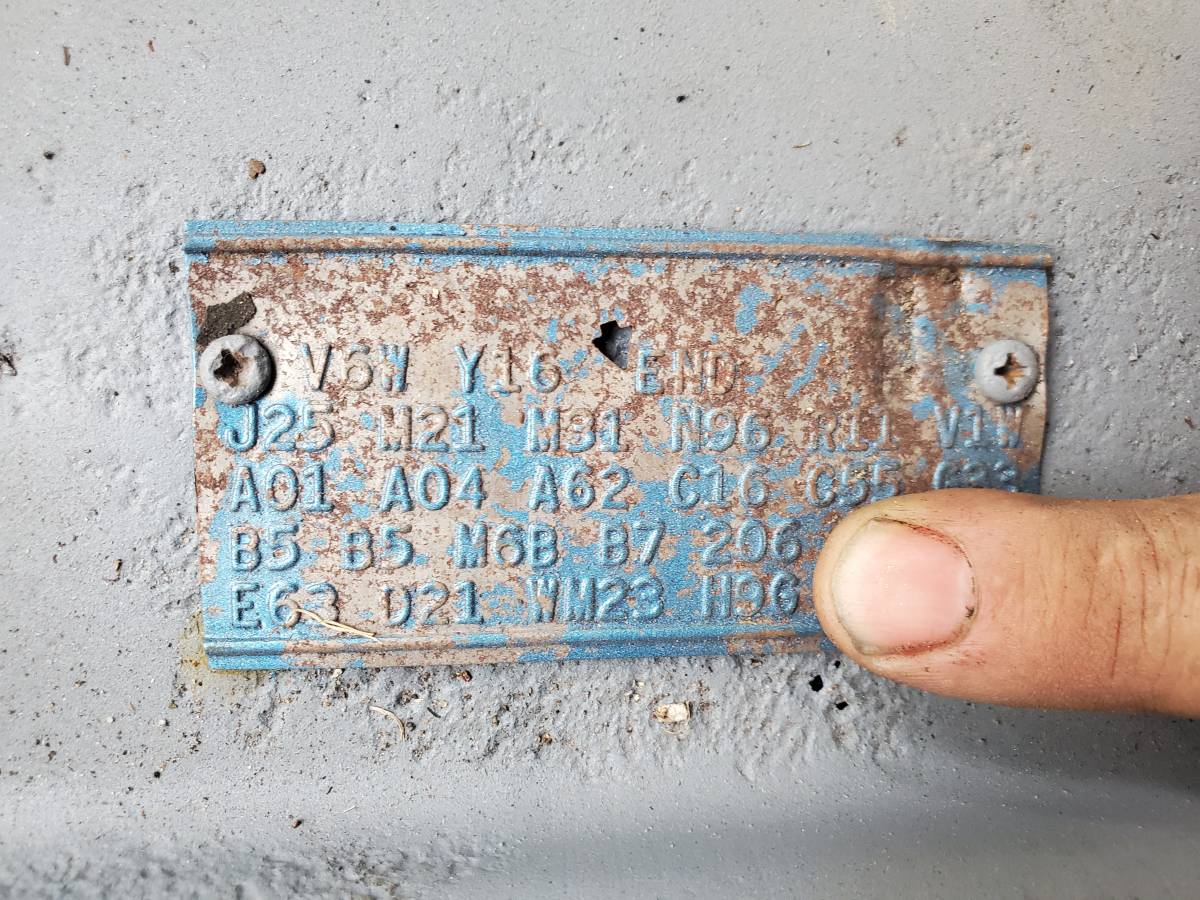 V6W Y16 END
J25 M21 M31 N96 R11 V1W
A01 A04 A62 C16 C55 G33
B5 B5 M6B B7 206
E63 D21 WM23 H96